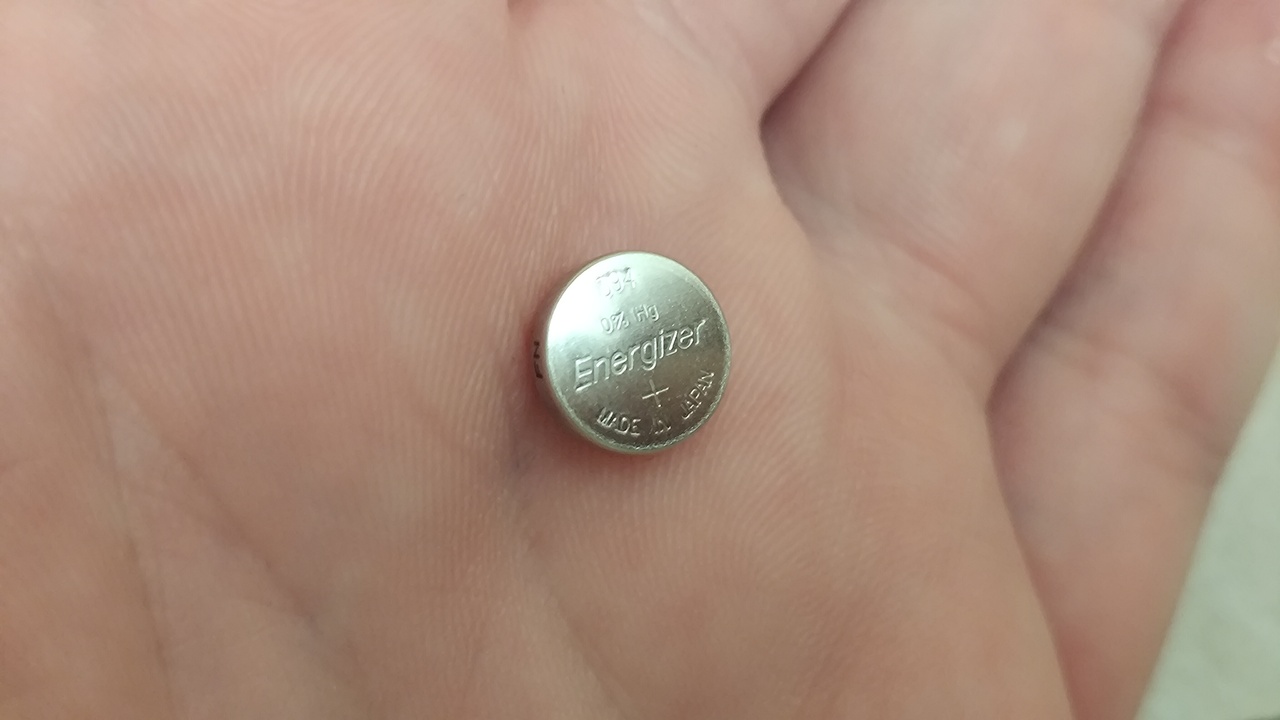 0% Hg
Energizer
+
MADE IN JAPAN